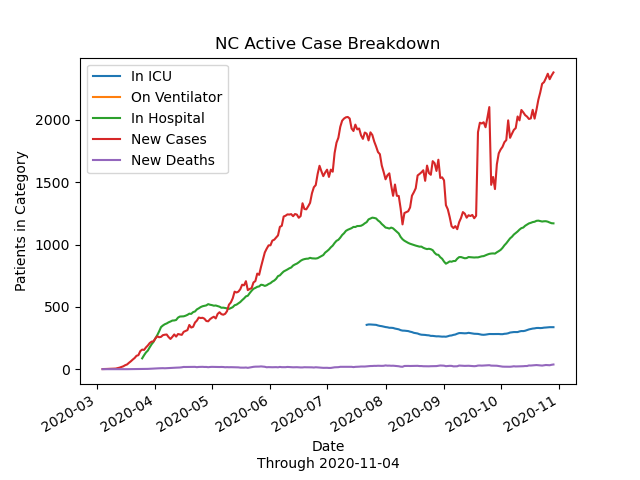 NC Active Case Breakdown
In ICU
On Ventilator
In Hospital
New Cases
New Deaths
Patients in Category
2000
1500
1000
500
0
2020-03
2020-04
2020-05
2020-06
2020-07
2020-08
2020-09
2020-10
2020-11
Date
Through 2020-11-04